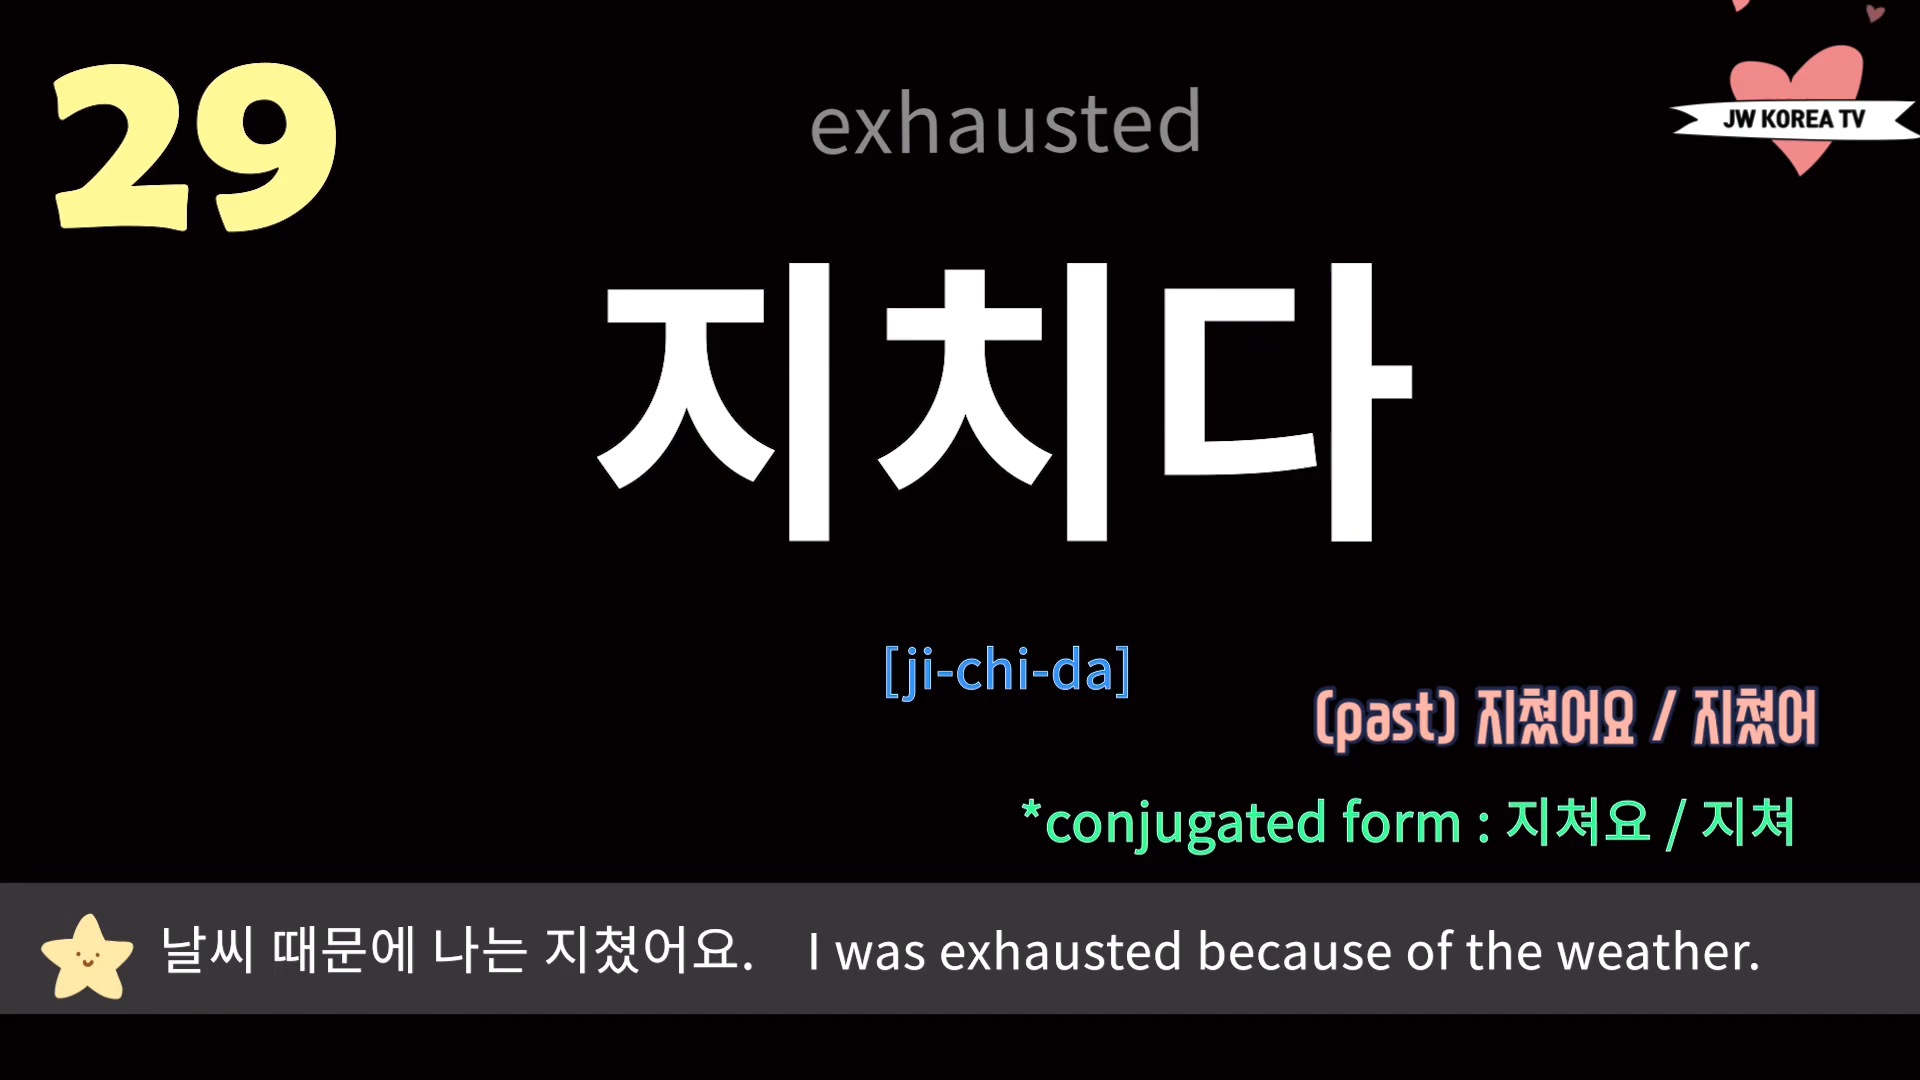 29
exhausted
JW KOREA TV
지치다
[ji-chi-da]
(past) 지쳤어요 / 지쳤어
*conjugated form : 지쳐요 / 지쳐
날씨 때문에 나는 지쳤어요. I was exhausted because of the weather.